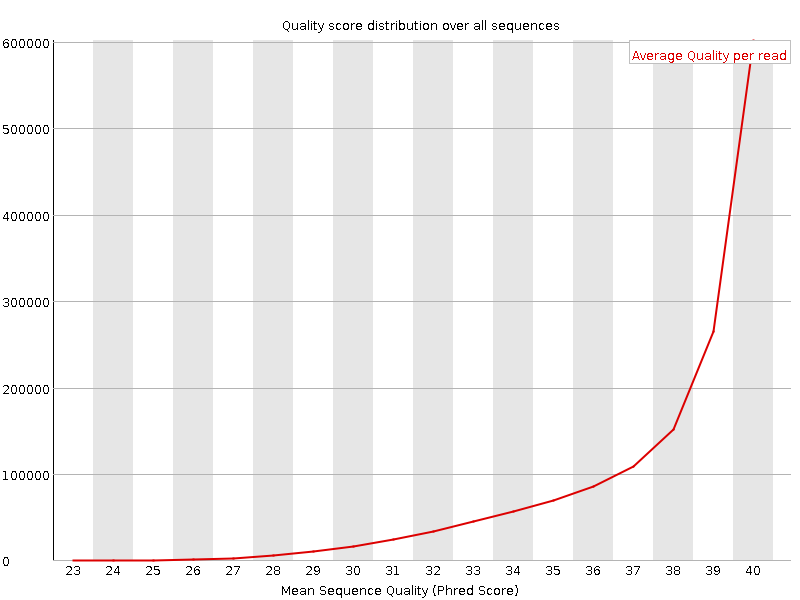 Quality score distribution over all sequences
Average Quality per read
600000
500000
400000
300000
200000
100000
0
23 24 25 26 27 28 29 30 31 32 33 34 35 36 37 38 39 40
Mean Sequence Quality (Phred Score)